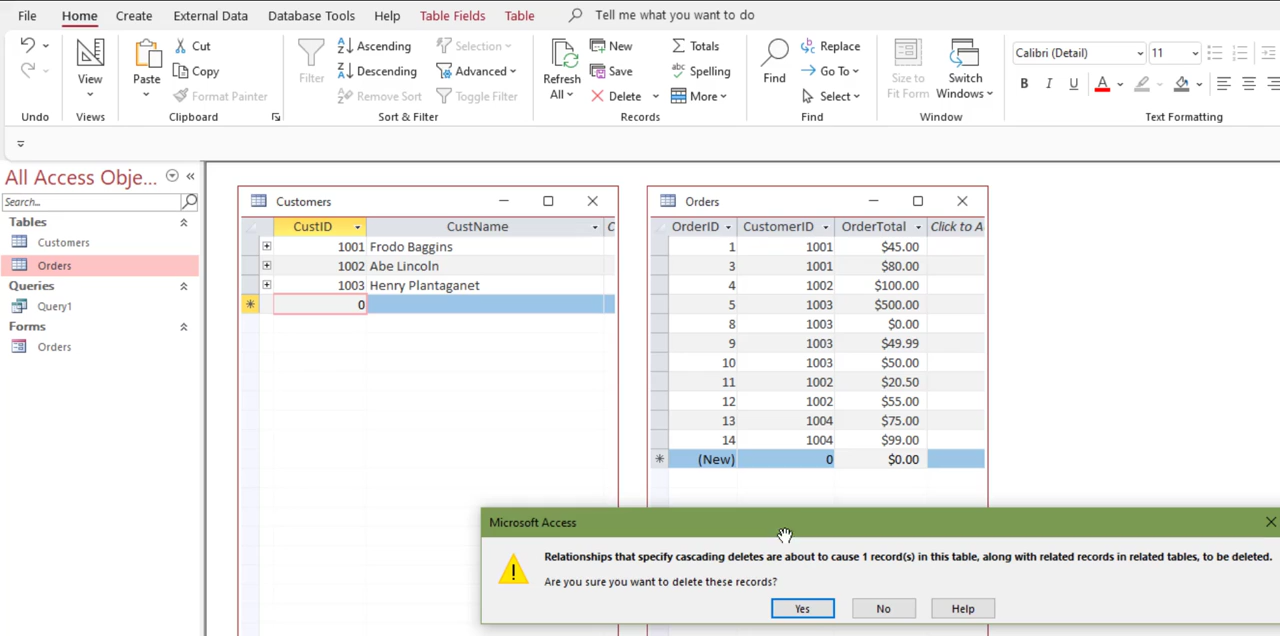 File Home Create External Data Database Tools Help Table Fields Table Tell me what you want to do
View
Paste
Cut
Copy
Format Painter
Filter
Ascending
Descending
Remove Sort
Selection
Advanced
Toggle Filter
Refresh
All
New
Save
Delete
Totals
Spelling
More
Find
Replace
Go To
Select
Size to
Fit Form
Switch
Windows
Calibri (Detail) 11
B I U A
Undo Views Clipboard Sort & Filter Records Find Window Text Formatting
All Access Obje...
Search...
Tables
Customers
Orders
Queries
Query1
Forms
Orders
Customers
CustID CustName C
1001 Frodo Baggins
1002 Abe Lincoln
1003 Henry Plantaganet
0
Orders
OrderID CustomerID OrderTotal Click to A
1 1001 $45.00
3 1001 $80.00
4 1002 $100.00
5 1003 $500.00
8 1003 $0.00
9 1003 $49.99
10 1003 $50.00
11 1002 $20.50
12 1002 $55.00
13 1004 $75.00
14 1004 $99.00
(New) 0 $0.00
Microsoft Access
Relationships that specify cascading deletes are about to cause 1 record(s) in this table, along with related records in related tables, to be deleted.
Are you sure you want to delete these records?
Yes No Help